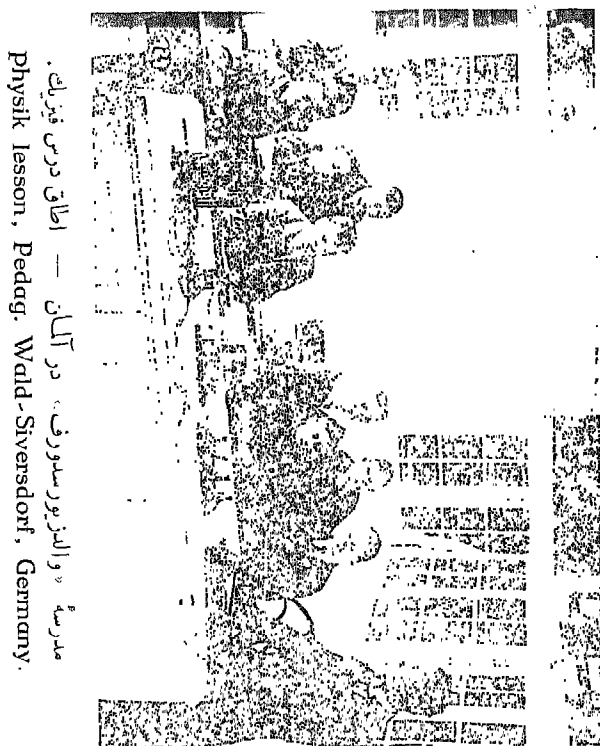 مدرسهٔ «والدزیورسدورف» در آلمان — اطاق درس فیزیک.
physik lesson, Pedag. Wald-Siversdorf, Germany.